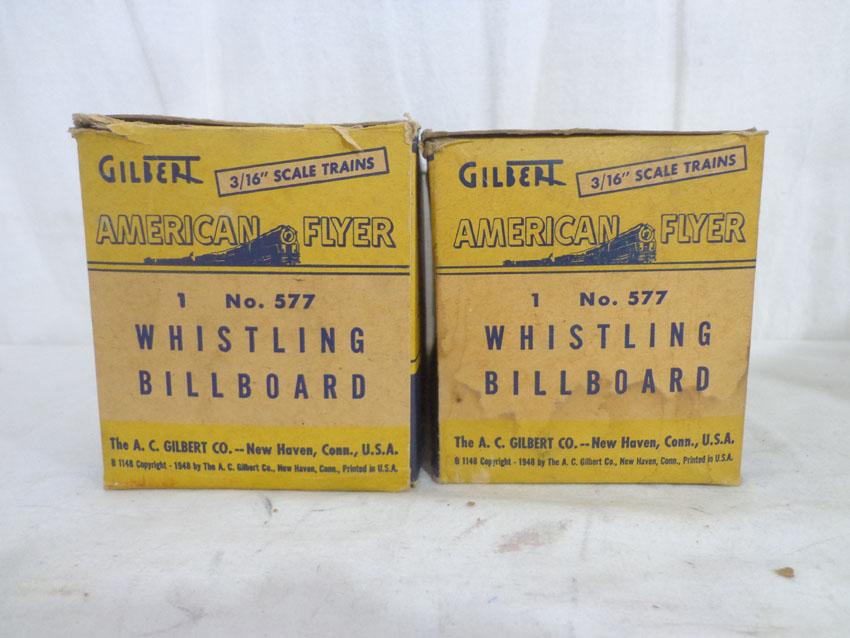 GILBERT
3/16" SCALE TRAINS
AMERICAN FLYER
1 No. 577
WHISTLING
BILLBOARD
The A. C. GILBERT CO. -- New Haven, Conn., U.S.A.
B 1148 Copyright - 1948 by The A. C. Gilbert Co., New Haven, Conn., Printed in U.S.A.
GILBERT
3/16" SCALE TRAINS
AMERICAN FLYER
1 No. 577
WHISTLING
BILLBOARD
The A. C. GILBERT CO. -- New Haven, Conn., U.S.A.
B 1148 Copyright - 1948 by The A. C. Gilbert Co., New Haven, Conn., Printed in U.S.A.